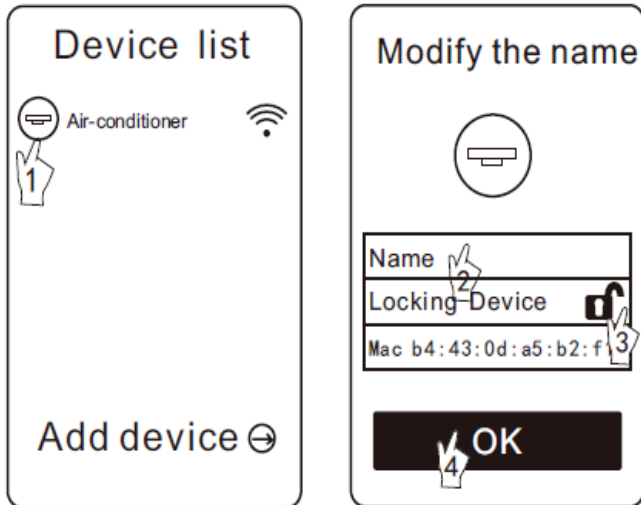 Device list
Air-conditioner
1
Add device
Modify the name
Name
2
Locking-Device
3
Mac b4:43:0d:a5:b2:f
OK
4